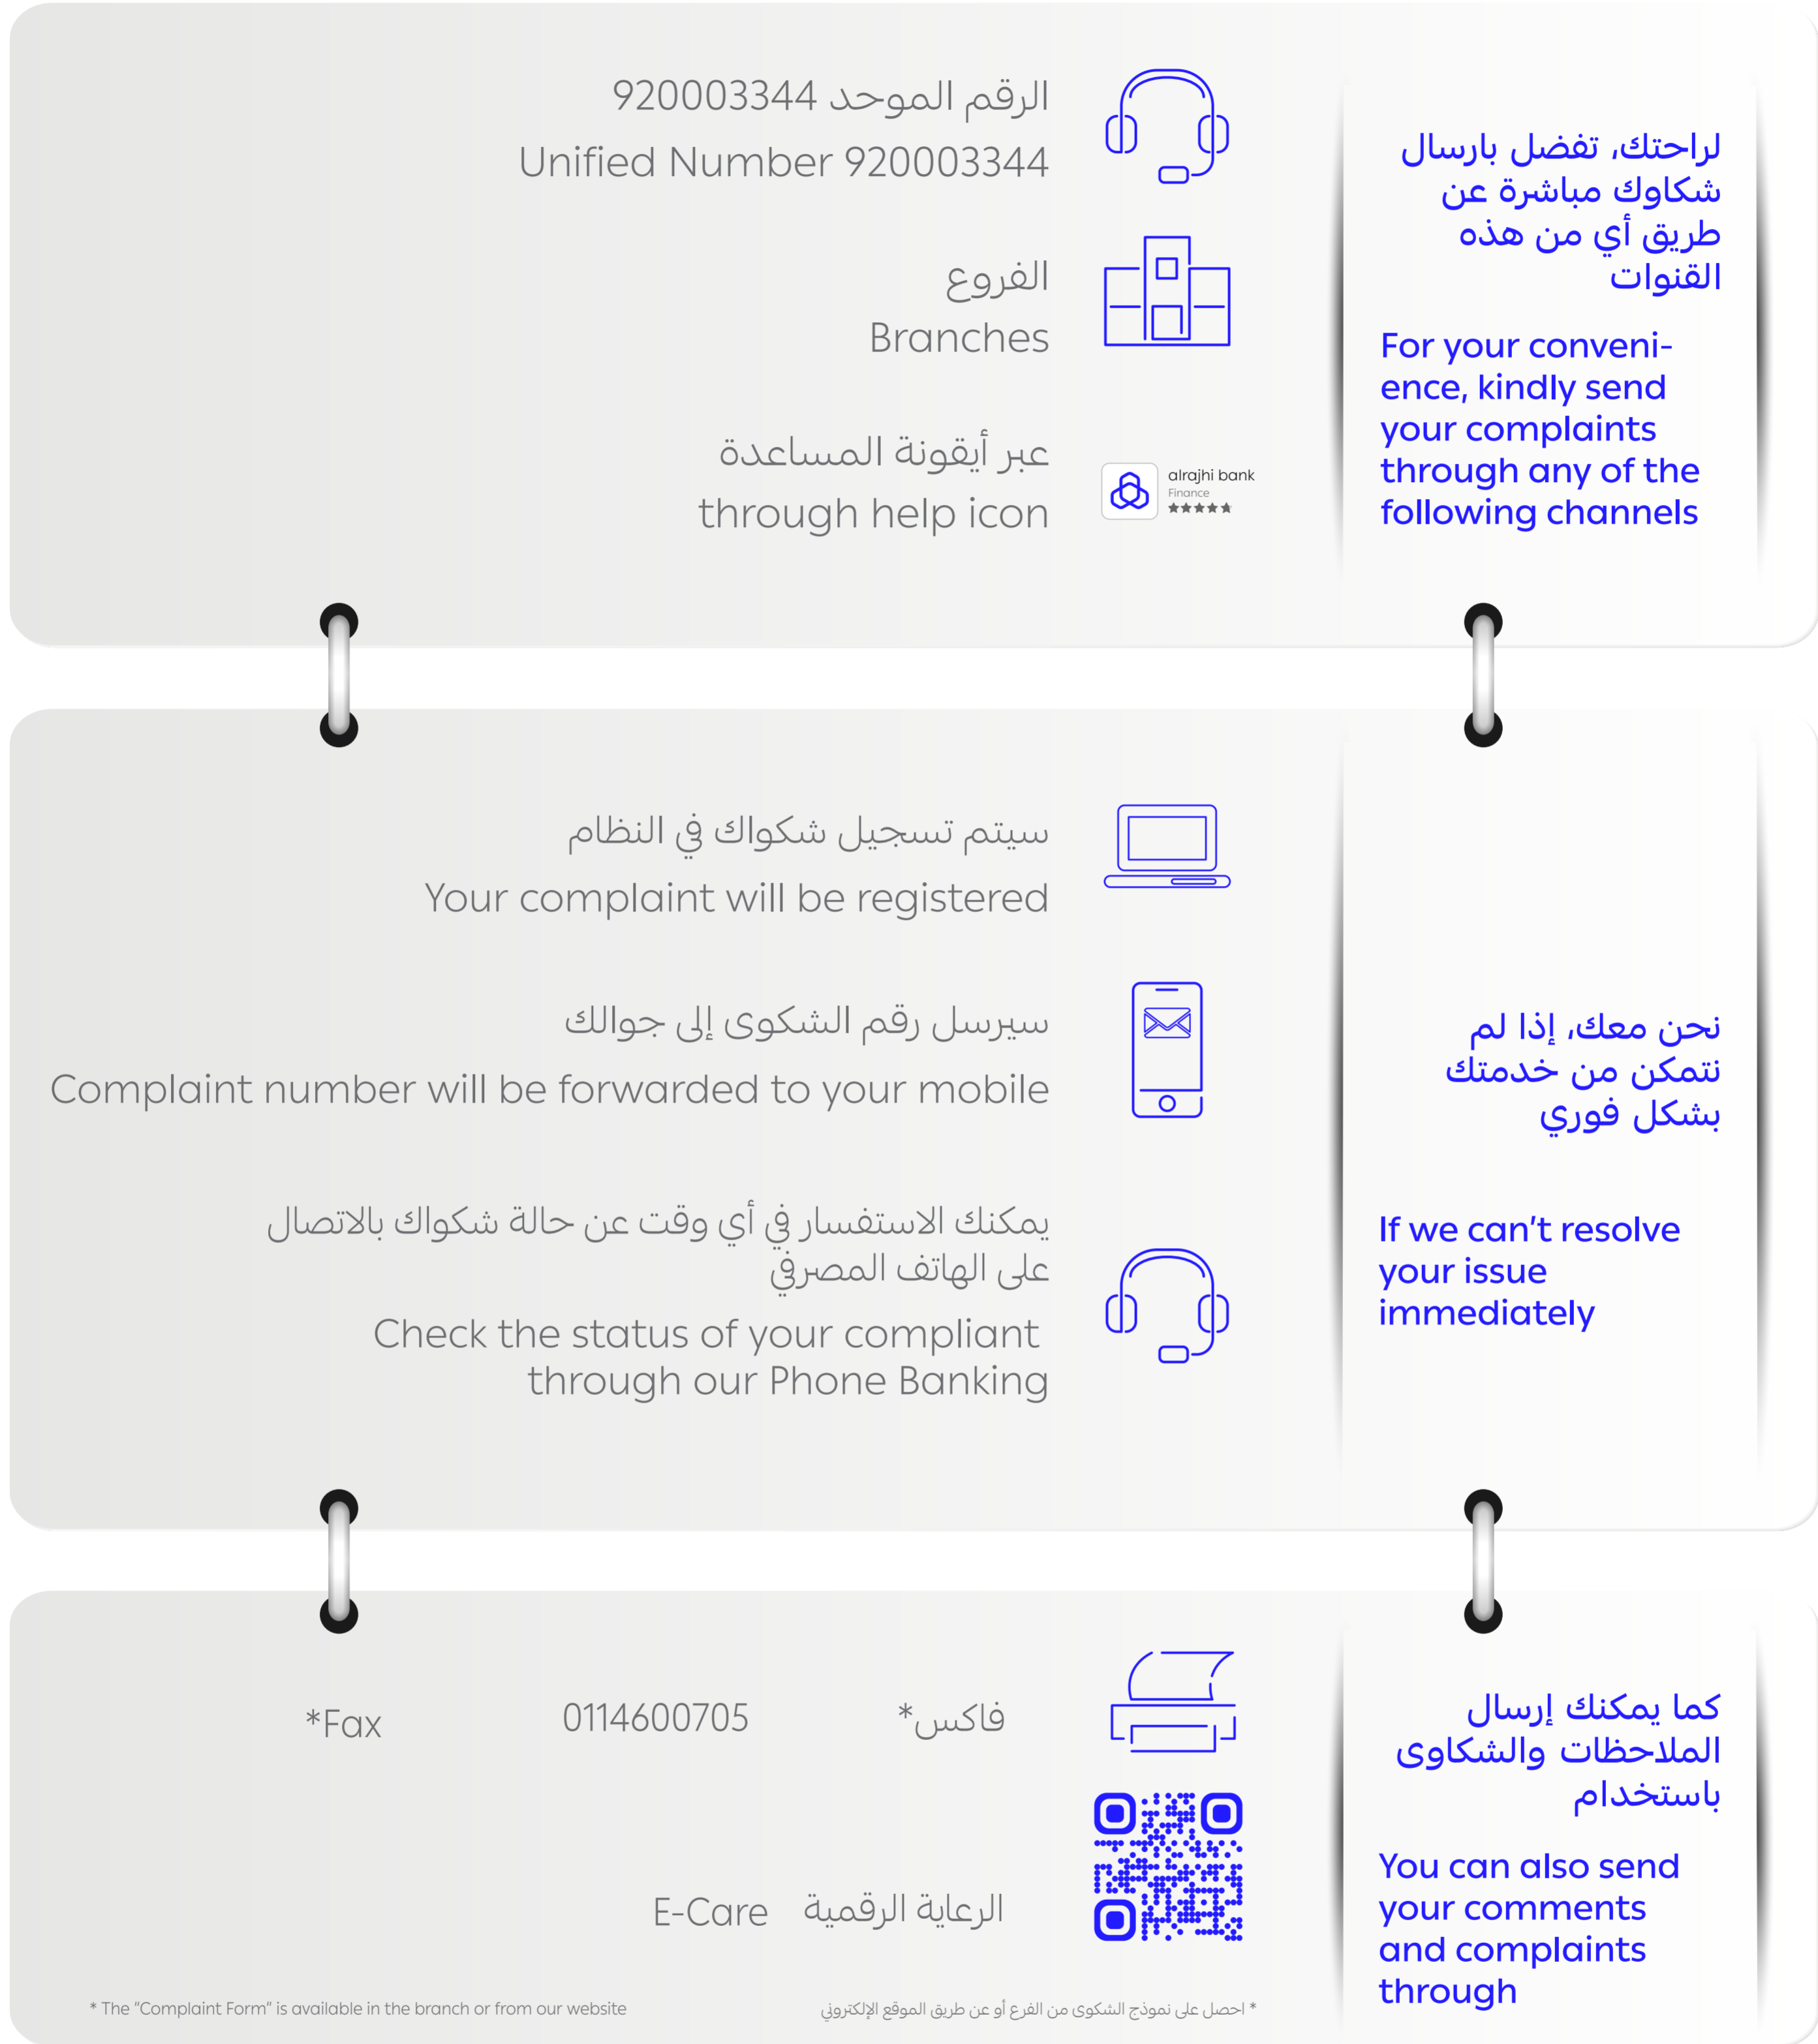 لراحتك، تفضل بارسال
شكاوك مباشرة عن
طريق أي من هذه
القنوات
For your conveni-
ence, kindly send
your complaints
through any of the
following channels
الرقم الموحد 920003344
Unified Number 920003344
الفروع
Branches
عبر أيقونة المساعدة
through help icon
alrajhi bank
Finance
نحن معك، إذا لم
نتمكن من خدمتك
بشكل فوري
If we can't resolve
your issue
immediately
سيتم تسجيل شكواك في النظام
Your complaint will be registered
سيرسل رقم الشكوى إلى جوالك
Complaint number will be forwarded to your mobile
يمكنك الاستفسار في أي وقت عن حالة شكواك بالاتصال
على الهاتف المصرفي
Check the status of your compliant
through our Phone Banking
كما يمكنك إرسال
الملاحظات والشكاوى
باستخدام
You can also send
your comments
and complaints
through
فاكس* 0114600705 *Fax
الرعاية الرقمية E-Care
* احصل على نموذج الشكوى من الفرع أو عن طريق الموقع الإلكتروني
* The "Complaint Form" is available in the branch or from our website